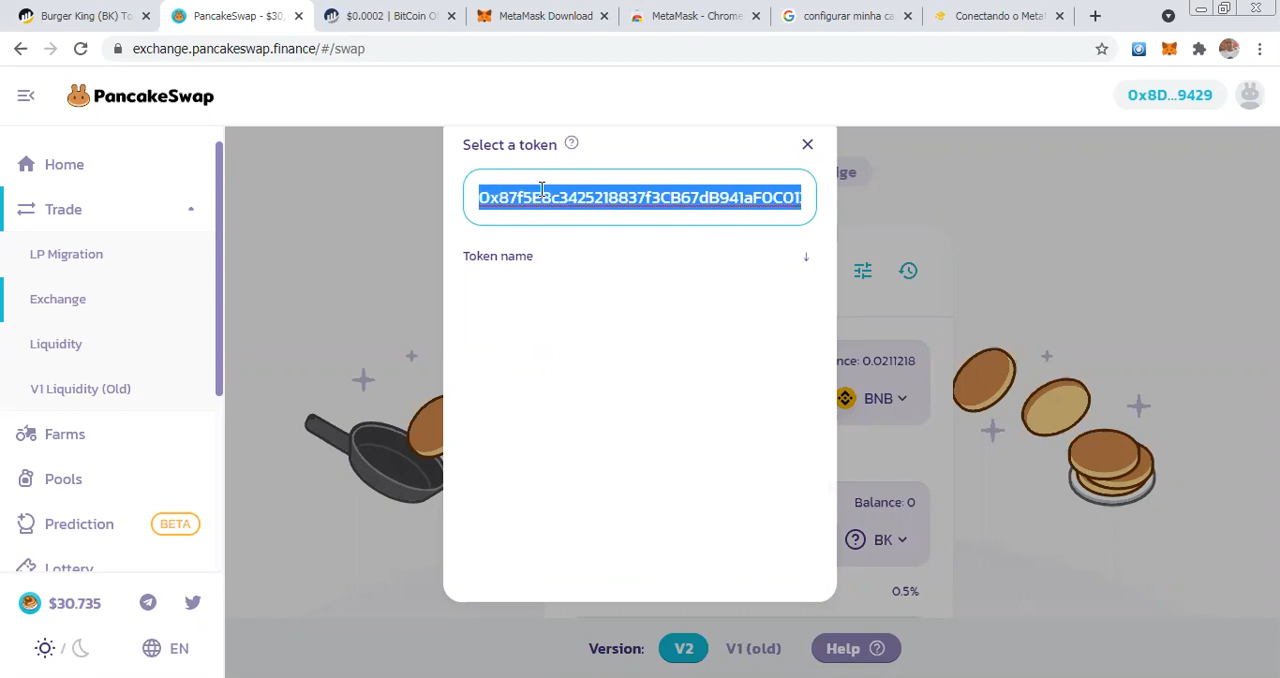 Burger King (BK) To
PancakeSwap - $30,
$0.0002 | BitCoin O
MetaMask Download
MetaMask - Chrome
configurar minha ca
Conectando o Meta
exchange.pancakeswap.finance/#/swap
PancakeSwap
0x8D...9429
Home
Trade
LP Migration
Exchange
Liquidity
V1 Liquidity (Old)
Farms
Pools
Prediction
BETA
Lottery
$30.735
/
EN
Select a token
0x87f5E8c3425218837f3CB67dB941aF0C01
Token name
dge
nce: 0.0211218
BNB
Balance: 0
BK
0.5%
Version:
V2
V1 (old)
Help